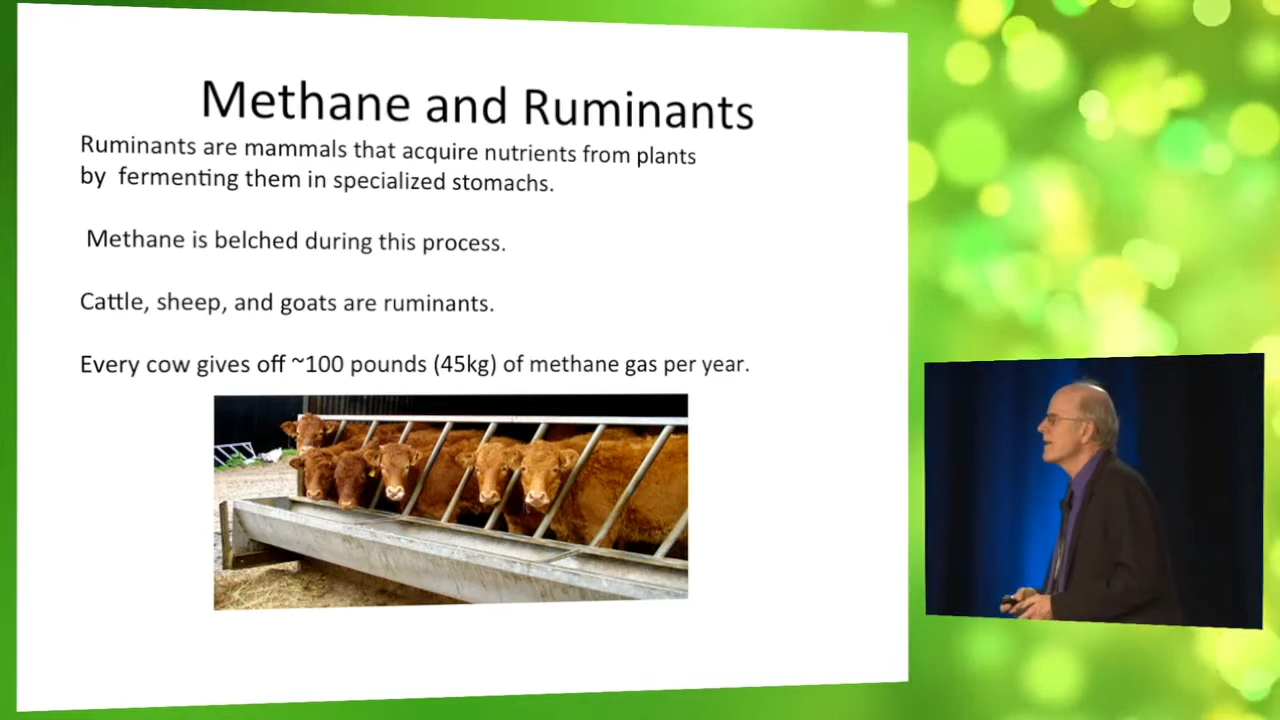 Methane and Ruminants
Ruminants are mammals that acquire nutrients from plants
by fermenting them in specialized stomachs.
Methane is belched during this process.
Cattle, sheep, and goats are ruminants.
Every cow gives off ~100 pounds (45kg) of methane gas per year.